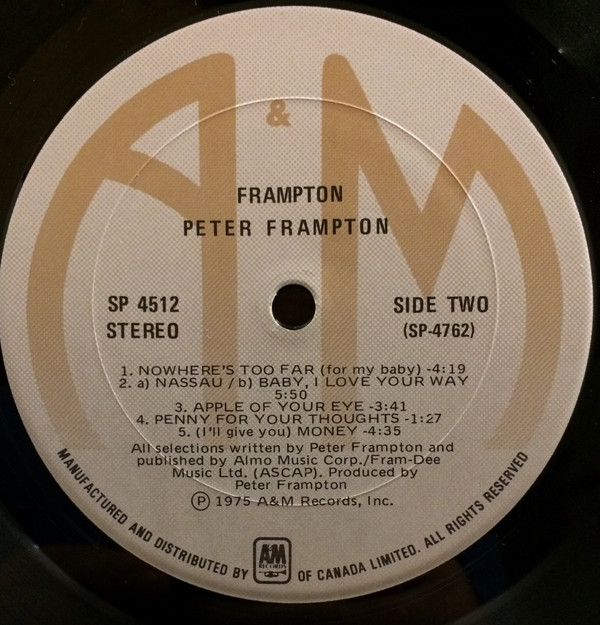 A & M
FRAMPTON
PETER FRAMPTON
SP 4512
STEREO
SIDE TWO
(SP-4762)
1. NOWHERE'S TOO FAR (for my baby) -4:19
2. a) NASSAU / b) BABY, I LOVE YOUR WAY
5:50
3. APPLE OF YOUR EYE -3:41
4. PENNY FOR YOUR THOUGHTS -1:27
5. (I'll give you) MONEY -4:35
All selections written by Peter Frampton and
published by Almo Music Corp./Fram-Dee
Music Ltd. (ASCAP). Produced by
Peter Frampton
Ⓟ 1975 A&M Records, Inc.
MANUFACTURED AND DISTRIBUTED BY AM RECORDS OF CANADA LIMITED. ALL RIGHTS RESERVED